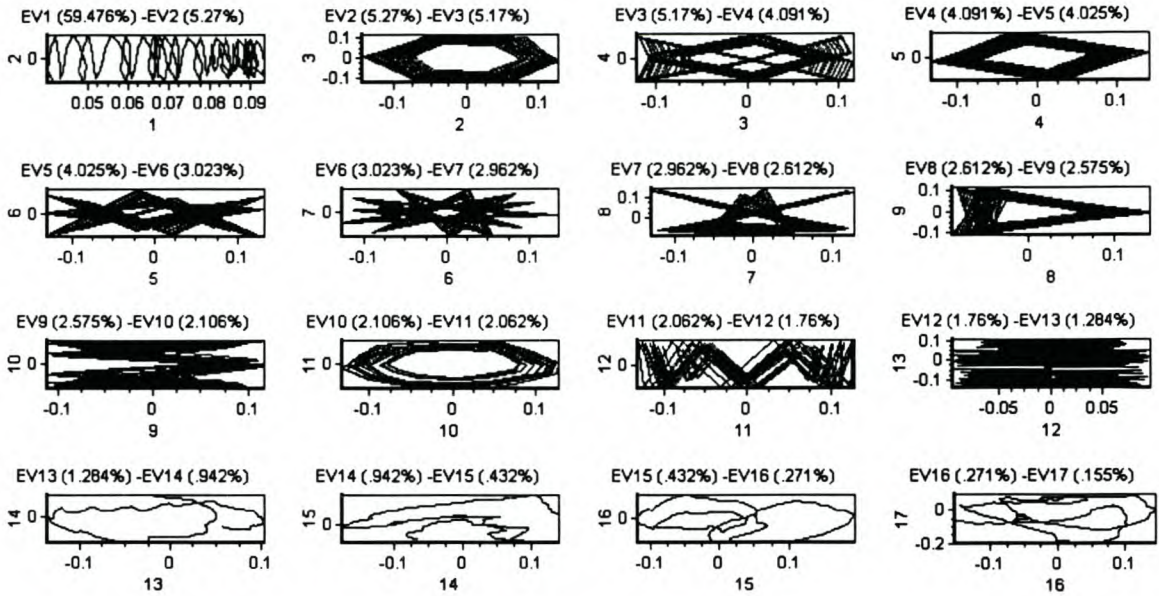 EV1 (59.476%) -EV2 (5.27%) EV2 (5.27%) -EV3 (5.17%) EV3 (5.17%) -EV4 (4.091%) EV4 (4.091%) -EV5 (4.025%)
2 0 3 0.1 0 -0.1 4 0 5 0
0.05 0.06 0.07 0.08 0.09 -0.1 0 0.1 -0.1 0 0.1 -0.1 0 0.1
1 2 3 4
EV5 (4.025%) -EV6 (3.023%) EV6 (3.023%) -EV7 (2.962%) EV7 (2.962%) -EV8 (2.612%) EV8 (2.612%) -EV9 (2.575%)
6 0 7 0 8 0.1 0 9 0.1 0 -0.1
-0.1 0 0.1 -0.1 0 0.1 -0.1 0 0.1 -0.1 0 0.1
5 6 7 8
EV9 (2.575%) -EV10 (2.106%) EV10 (2.106%) -EV11 (2.062%) EV11 (2.062%) -EV12 (1.76%) EV12 (1.76%) -EV13 (1.284%)
10 0 11 0 12 0 13 0.1 0 -0.1
-0.1 0 0.1 -0.1 0 0.1 -0.1 0 0.1 -0.05 0 0.05
9 10 11 12
EV13 (1.284%) -EV14 (.942%) EV14 (.942%) -EV15 (.432%) EV15 (.432%) -EV16 (.271%) EV16 (.271%) -EV17 (.155%)
14 0 15 0 16 0 17 0 -0.2
-0.1 0 0.1 -0.1 0 0.1 -0.1 0 0.1 -0.1 0 0.1
13 14 15 16